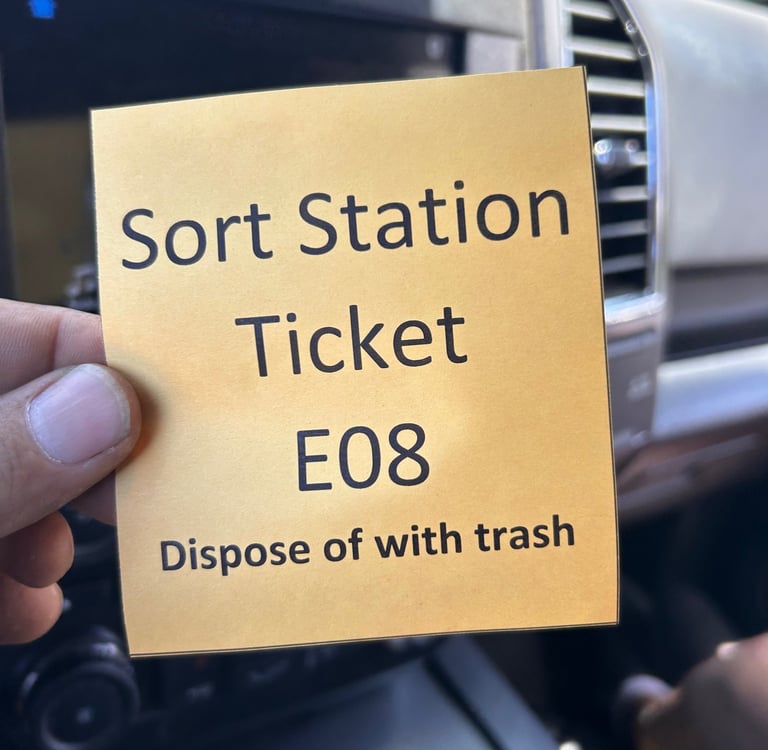 Sort Station
Ticket
E08
Dispose of with trash